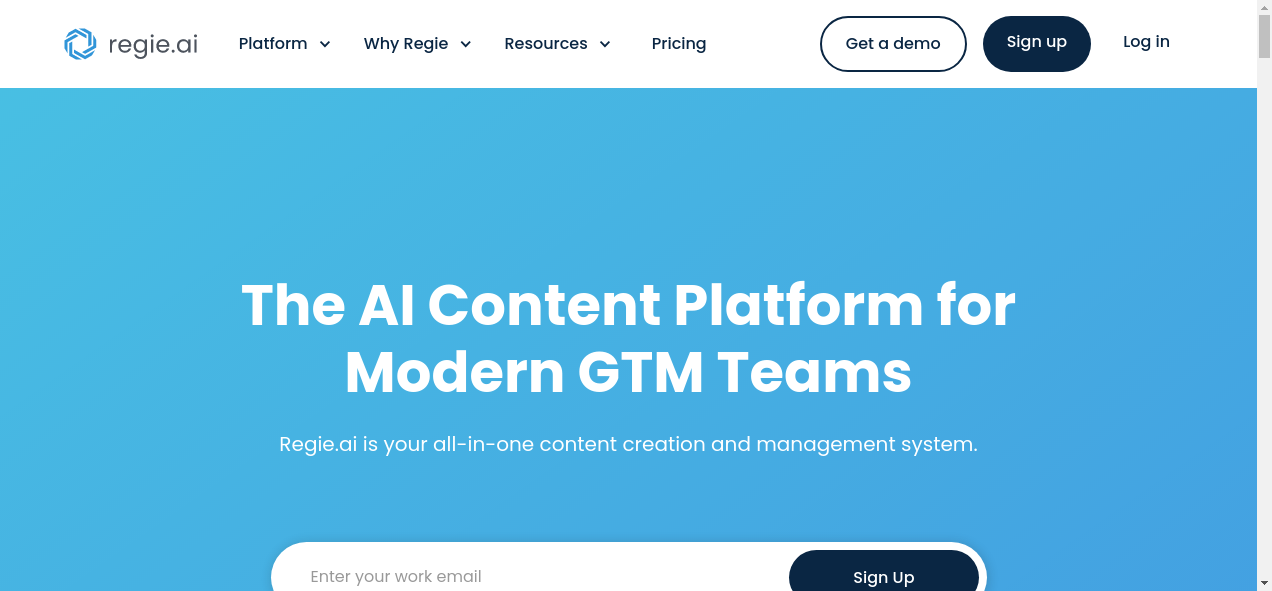 regie.ai
Platform
Why Regie
Resources
Pricing
Get a demo
Sign up
Log in
The AI Content Platform for
Modern GTM Teams
Regie.ai is your all-in-one content creation and management system.
Enter your work email
Sign Up